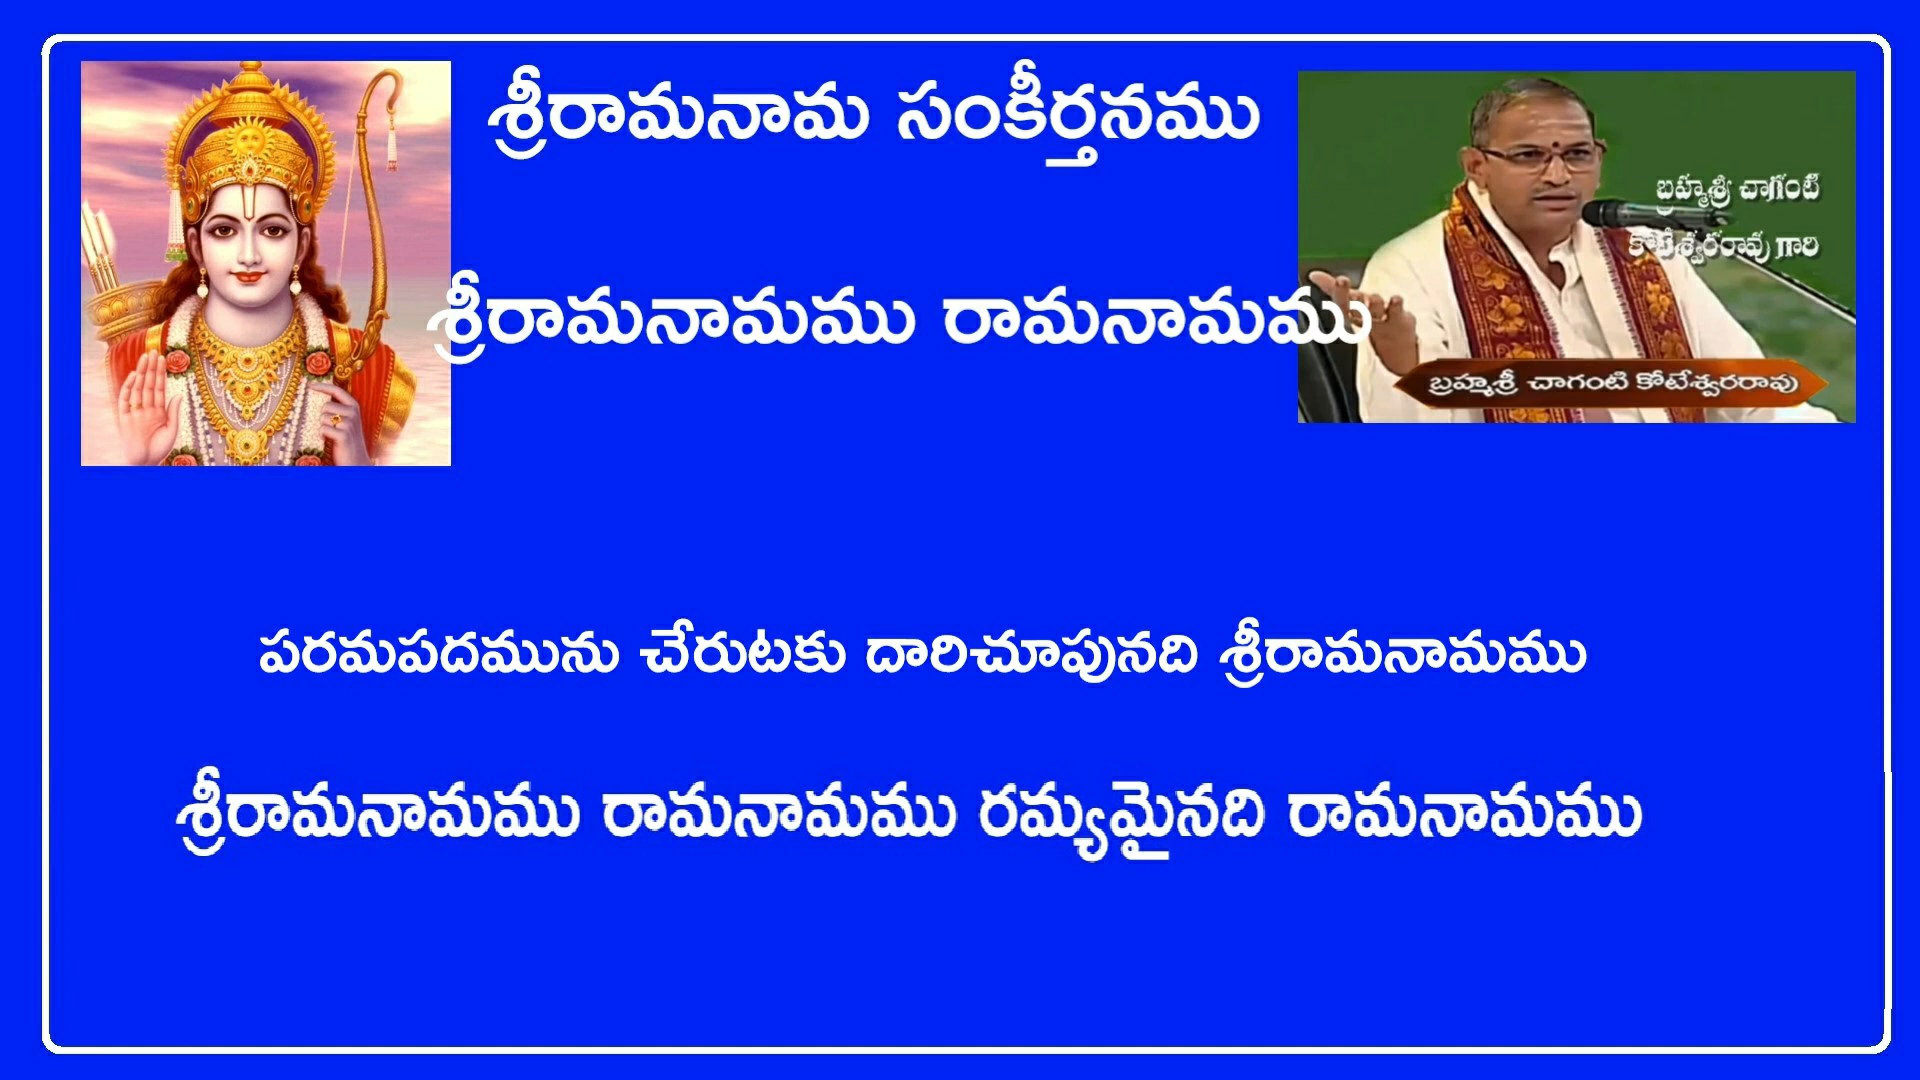 శ్రీరామనామ సంకీర్తనము
బ్రహ్మశ్రీ చాగంటి
కోటేశ్వరరావు గారి
శ్రీరామనామము రామనామము
బ్రహ్మశ్రీ చాగంటి కోటేశ్వరరావు
పరమపదమును చేరుటకు దారిచూపునది శ్రీరామనామము
శ్రీరామనామము రామనామము రమ్యమైనది రామనామము